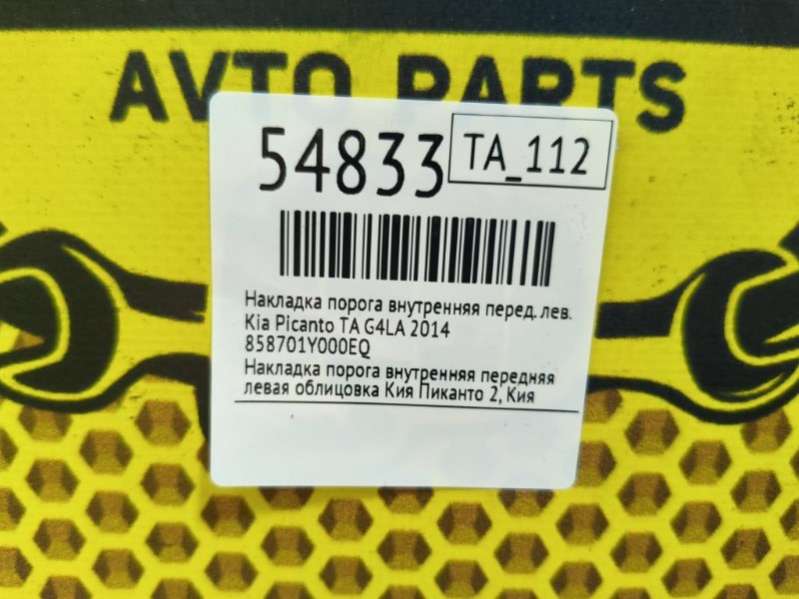 AVTO PARTS
54833
TA_112
Накладка порога внутренняя перед. лев.
Kia Picanto TA G4LA 2014
858701Y000EQ
Накладка порога внутренняя передняя
левая облицовка Кия Пиканто 2, Кия